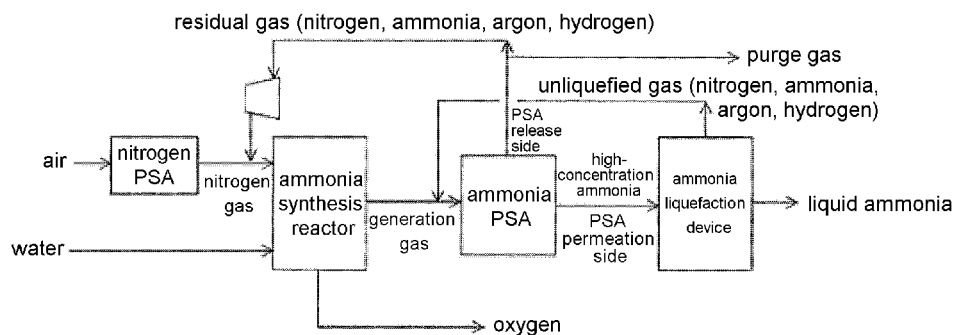 residual gas (nitrogen, ammonia, argon, hydrogen)
purge gas
unliquefied gas (nitrogen, ammonia,
argon, hydrogen)
PSA
release
side
air
nitrogen
PSA
nitrogen
gas
ammonia
synthesis
reactor
generation
gas
ammonia
PSA
high-
concentration
ammonia
PSA
permeation
side
ammonia
liquefaction
device
liquid ammonia
water
oxygen